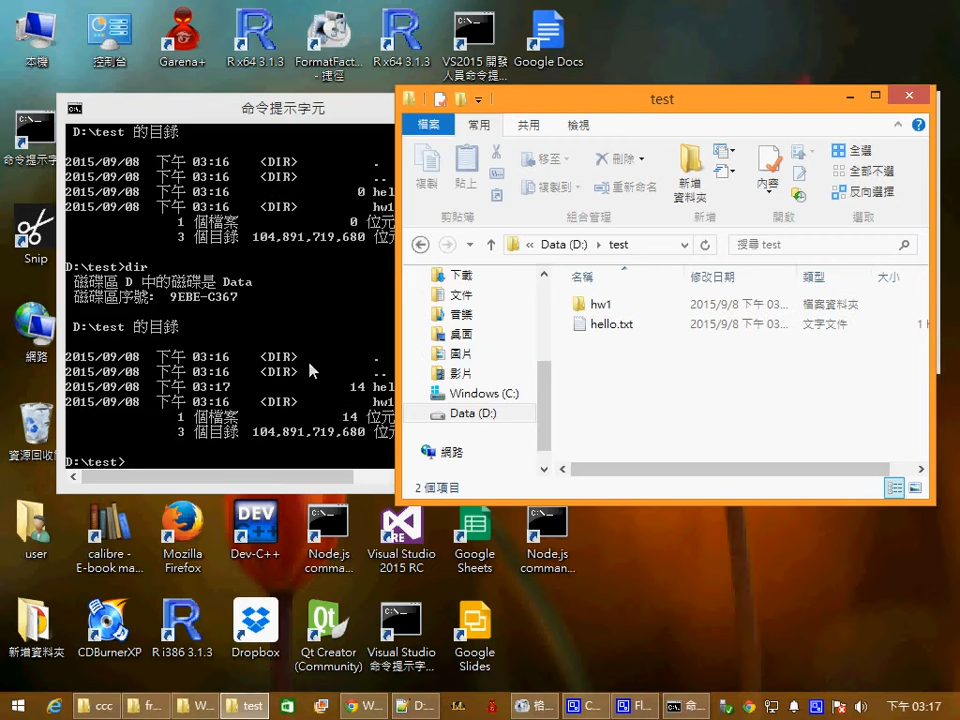 本機
控制台
Garena+
R x64 3.1.3
FormatFact...
- 捷徑
R x64 3.1.3
VS2015 開發
人員命令提...
Google Docs
命令提示字
Snip
網路
資源回收
命令提示字元
D:\test 的目錄
2015/09/08 下午 03:16 <DIR> .
2015/09/08 下午 03:16 <DIR> ..
2015/09/08 下午 03:16 0 hel
2015/09/08 下午 03:16 <DIR> hw1
1 個檔案 0 位元
3 個目錄 104,891,719,680 位元
D:\test>dir
磁碟區 D 中的磁碟是 Data
磁碟區序號: 9EBE-C367
D:\test 的目錄
2015/09/08 下午 03:16 <DIR> .
2015/09/08 下午 03:16 <DIR> ..
2015/09/08 下午 03:17 14 hel
2015/09/08 下午 03:16 <DIR> hw1
1 個檔案 14 位元
3 個目錄 104,891,719,680 位元
D:\test>
test
檔案 常用 共用 檢視
複製
貼上
移至
複製到
刪除
重新命名
新增
資料夾
內容
全選
全部不選
反向選擇
剪貼簿 組合管理 新增 開啟 選取
« Data (D:) test
搜尋 test
下載
文件
音樂
桌面
圖片
影片
Windows (C:)
Data (D:)
網路
名稱 修改日期 類型 大小
hw1 2015/9/8 下午 03... 檔案資料夾
hello.txt 2015/9/8 下午 03... 文字文件 1
2 個項目
user
calibre -
E-book.ma...
Mozilla
Firefox
DEV
Dev-C++
Node.js
comma...
Visual Studio
2015 RC
Google
Sheets
Node.js
comman...
新增資料夾
CDBurnerXP
R i386 3.1.3
Dropbox
Qt
Qt Creator
(Community)
Visual Studio
命令提示字...
Google
Slides
ccc
fr...
W...
test
W...
D:...
格...
C...
Fl...
命...
下午 03:17